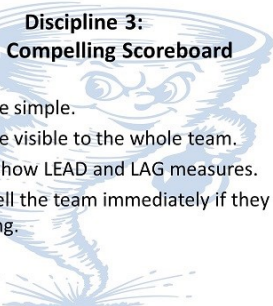 Discipline 3:
Compelling Scoreboard
e simple.
e visible to the whole team.
how LEAD and LAG measures.
ell the team immediately if they
ng.